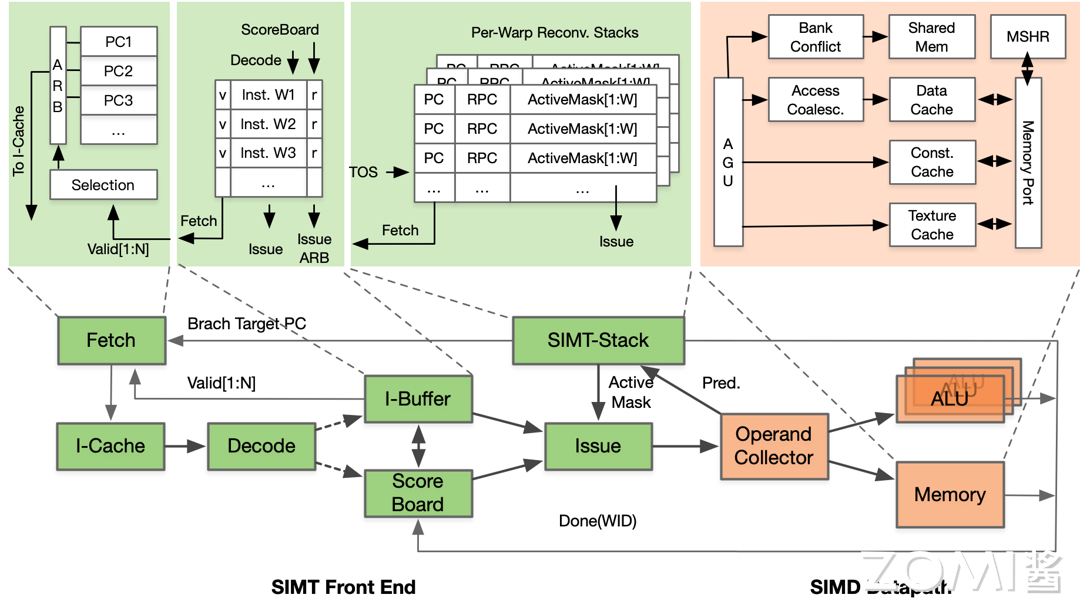 To I-Cache
ARB
PC1
PC2
PC3
...
Selection
Valid[1:N]
ScoreBoard
Decode
v Inst. W1 r
v Inst. W2 r
v Inst. W3 r
...
Fetch
Issue
Issue
ARB
Per-Warp Reconv. Stacks
PC RPC ActiveMask[1:W]
PC RPC ActiveMask[1:W]
PC RPC ActiveMask[1:W]
PC RPC ActiveMask[1:W]
PC RPC ActiveMask[1:W]
... ... ...
TOS
Fetch
Issue
AGU
Bank
Conflict
Shared
Mem
MSHR
Access
Coalesc.
Data
Cache
Const.
Cache
Texture
Cache
Memory Port
Fetch
Brach Target PC
SIMT-Stack
Valid[1:N]
I-Buffer
Active
Mask
Pred.
ALU
ALU
ALU
I-Cache
Decode
Issue
Operand
Collector
Score
Board
Memory
Done(WID)
SIMT Front End
SIMD Datapath
ZOMI酱